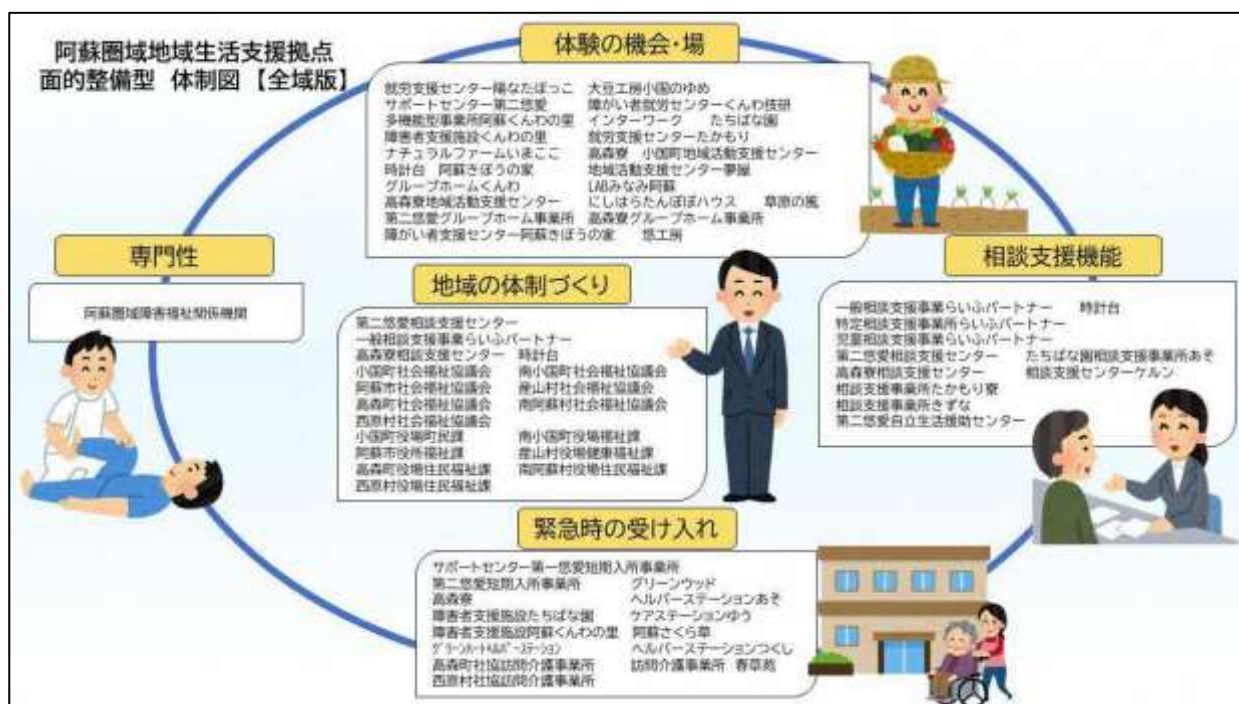 阿蘇圏域地域生活支援拠点
面的整備型 体制図【全域版】
体験の機会・場
就労支援センター陽なたぼっこ 大豆工房小国のゆめ
サポートセンター第二悠愛 障がい者就労センターくんわ技研
多機能型事業所阿蘇くんわの里 インターワーク たちばな園
障害者支援施設くんわの里 就労支援センターたかもり
ナチュラルファームいまここ 高森寮 小国町地域活動支援センター
時計台 阿蘇きぼうの家 地域活動支援センター夢屋
グループホームくんわ LABみなみ阿蘇
高森寮地域活動支援センター にしはらたんぽぽハウス 草原の風
第二悠愛グループホーム事業所 高森寮グループホーム事業所
障がい者支援センター阿蘇きぼうの家 悠工房
専門性
阿蘇圏域障害福祉関係機関
地域の体制づくり
第二悠愛相談支援センター
一般相談支援事業らいふパートナー
高森寮相談支援センター 時計台
小国町社会福祉協議会 南小国町社会福祉協議会
阿蘇市社会福祉協議会 産山村社会福祉協議会
高森町社会福祉協議会 南阿蘇村社会福祉協議会
西原村社会福祉協議会
小国町役場町民課 南小国町役場福祉課
阿蘇市役所福祉課 産山村役場健康福祉課
高森町役場住民福祉課 南阿蘇村役場住民福祉課
西原村役場住民福祉課
相談支援機能
一般相談支援事業らいふパートナー 時計台
特定相談支援事業所らいふパートナー
児童相談支援事業らいふパートナー
第二悠愛相談支援センター たちばな園相談支援事業所あそ
高森寮相談支援センター 相談支援センターケルン
相談支援事業所たかもり寮
相談支援事業所きずな
第二悠愛自立生活援助センター
緊急時の受け入れ
サポートセンター第一悠愛短期入所事業所
第二悠愛短期入所事業所 グリーンウッド
高森寮 ヘルパーステーションあそ
障害者支援施設たちばな園 ケアステーションゆう
障害者支援施設阿蘇くんわの里 阿蘇さくら草
ｸﾞﾘｰﾝﾊｰﾄﾍﾙﾊﾟｰｽﾃｰｼｮﾝ ヘルパーステーションつくし
高森町社協訪問介護事業所 訪問介護事業所 春草苑
西原村社協訪問介護事業所